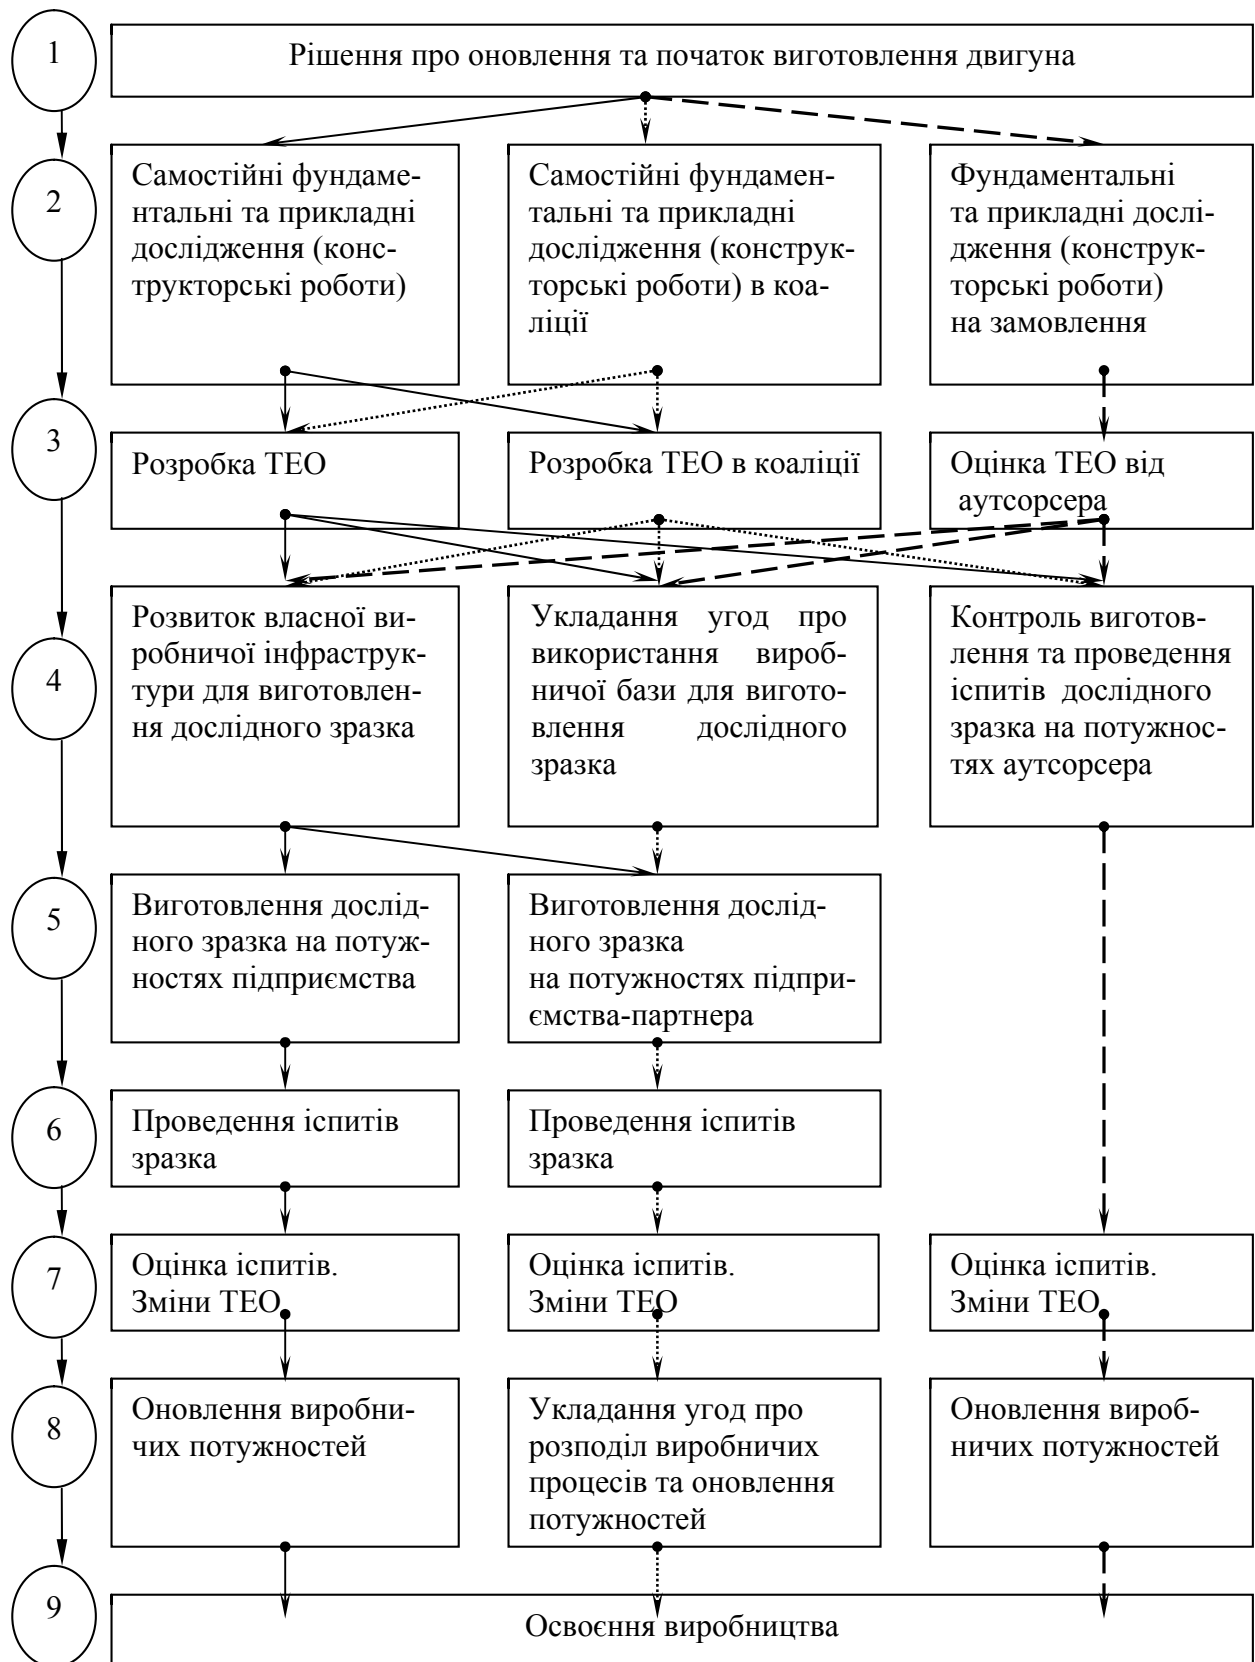 1
Рішення про оновлення та початок виготовлення двигуна
2
Самостійні фундаме-
нтальні та прикладні
дослідження (конс-
трукторські роботи)
Самостійні фундамен-
тальні та прикладні
дослідження (конструк-
торські роботи) в коа-
ліції
Фундаментальні
та прикладні дослі-
дження (конструк-
торські роботи)
на замовлення
3
Розробка ТЕО
Розробка ТЕО в коаліції
Оцінка ТЕО від
аутсорсера
4
Розвиток власної ви-
робничої інфраструк-
тури для виготовлен-
ня дослідного зразка
Укладання угод про
використання вироб-
ничої бази для вигото-
влення дослідного
зразка
Контроль виготов-
лення та проведення
іспитів дослідного
зразка на потужнос-
тях аутсорсера
5
Виготовлення дослід-
ного зразка на потуж-
ностях підприємства
Виготовлення дослід-
ного зразка
на потужностях підпри-
ємства-партнера
6
Проведення іспитів
зразка
Проведення іспитів
зразка
7
Оцінка іспитів.
Зміни ТЕО
Оцінка іспитів.
Зміни ТЕО
Оцінка іспитів.
Зміни ТЕО
8
Оновлення виробни-
чих потужностей
Укладання угод про
розподіл виробничих
процесів та оновлення
потужностей
Оновлення вироб-
ничих потужностей
9
Освоєння виробництва